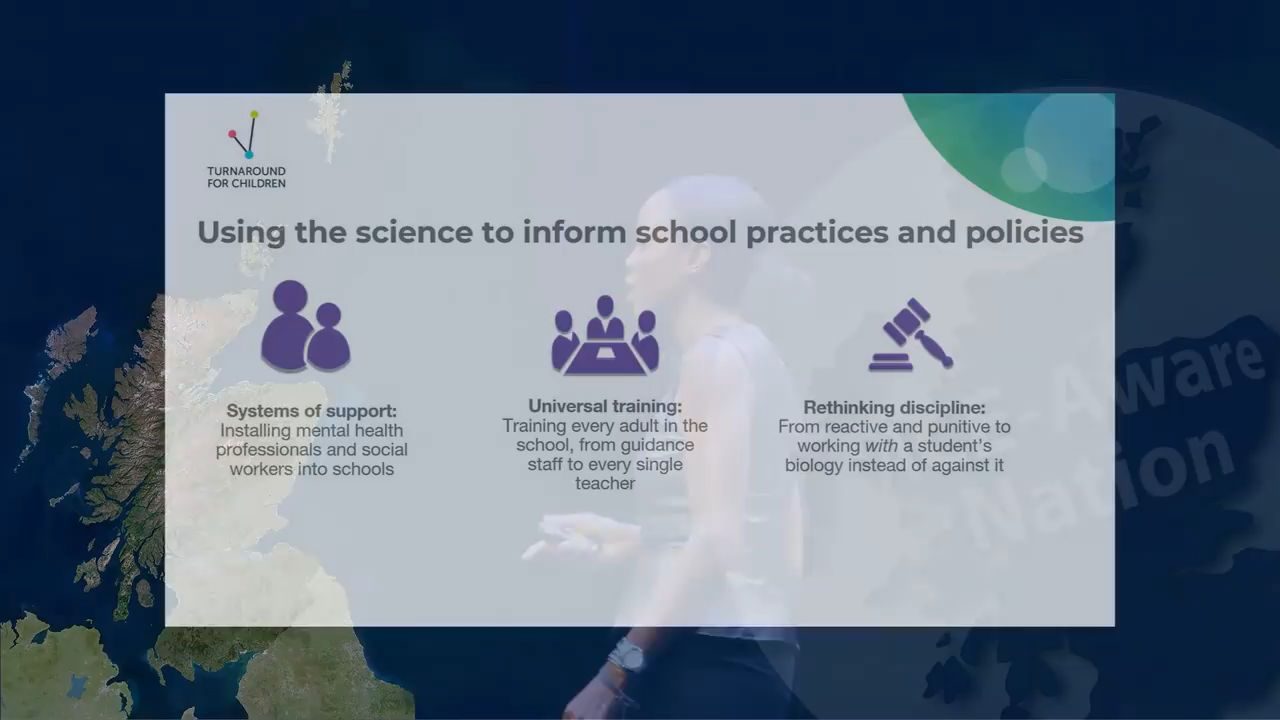 TURNAROUND
FOR CHILDREN
Using the science to inform school practices and policies
Systems of support:
Installing mental health
professionals and social
workers into schools
Universal training:
Training every adult in the
school, from guidance
staff to every single
teacher
Rethinking discipline:
From reactive and punitive to
working with a student's
biology instead of against it
-Aware
Nation